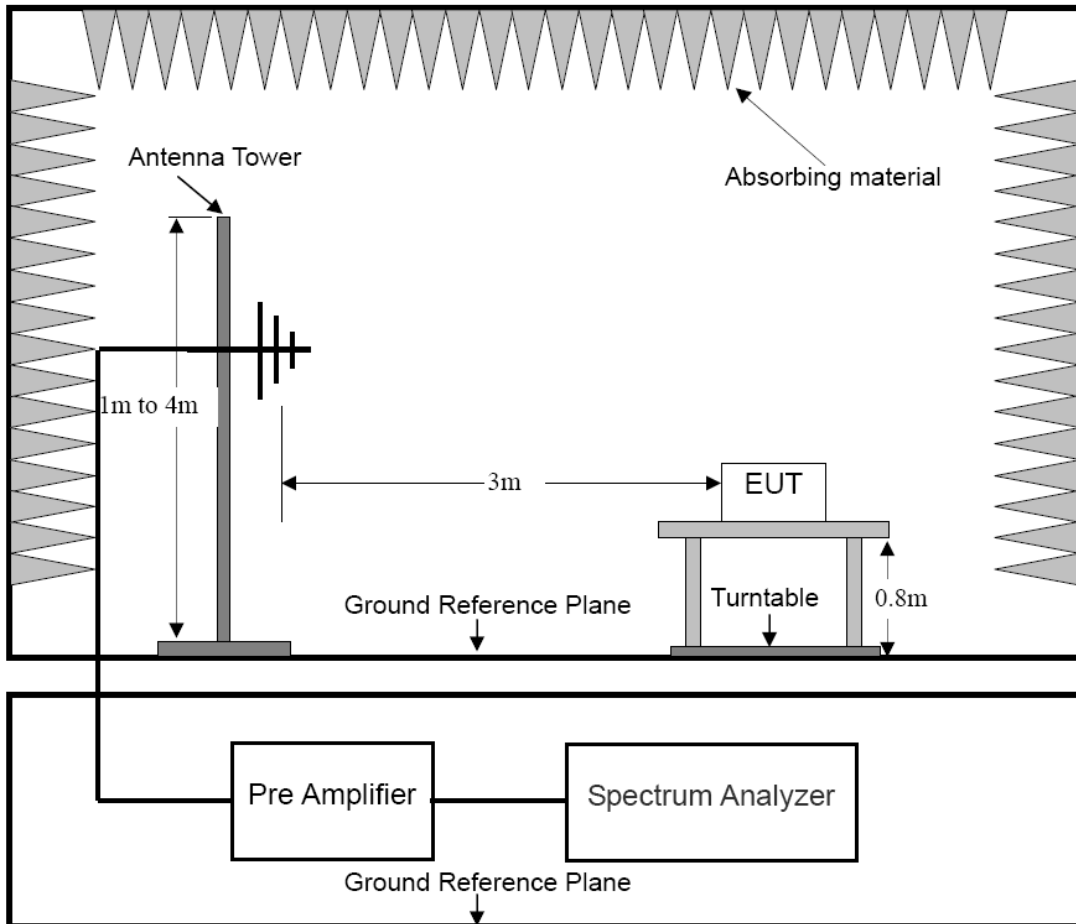 Antenna Tower
Absorbing material
1m to 4m
3m
EUT
Ground Reference Plane
Turntable
0.8m
Pre Amplifier
Spectrum Analyzer
Ground Reference Plane